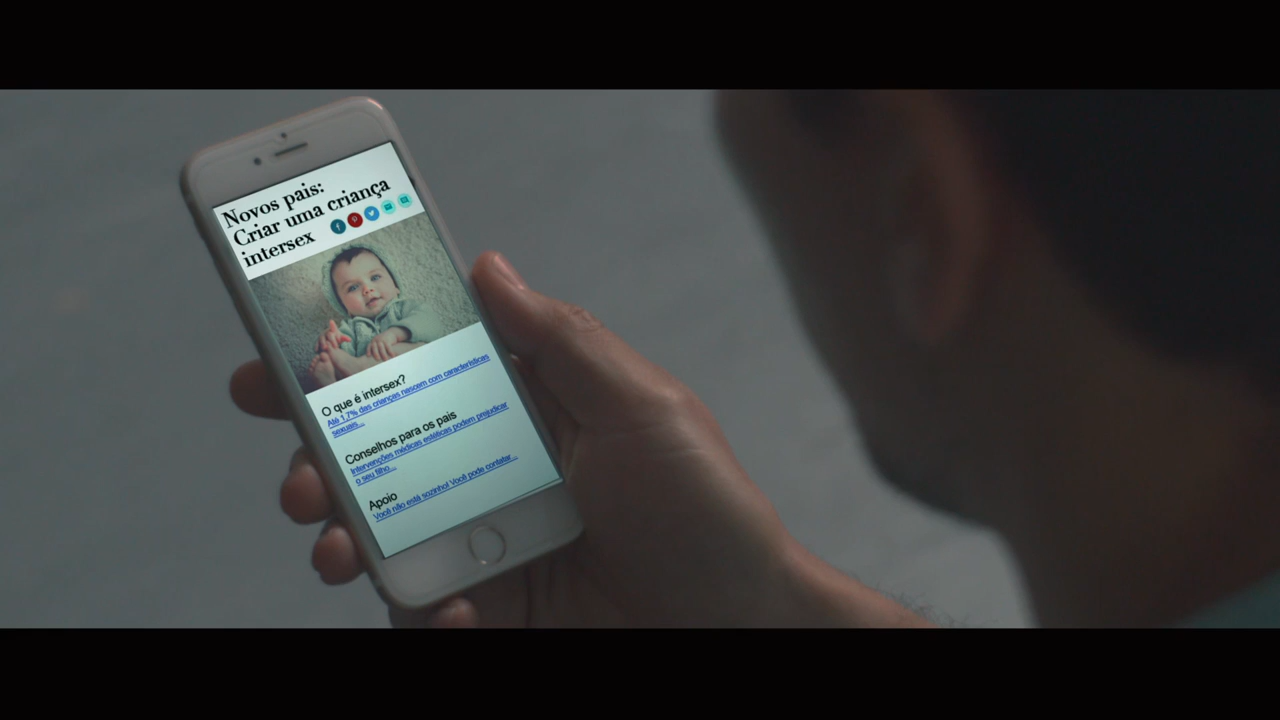 Novos pais:
Criar uma criança
intersex
O que é intersex?
Até 1.7% das crianças nascem com características
sexuais...
Conselhos para os pais
Intervenções médicas estéticas podem prejudicar
o seu filho...
Apoio
Você não está sozinho! Você pode contatar...